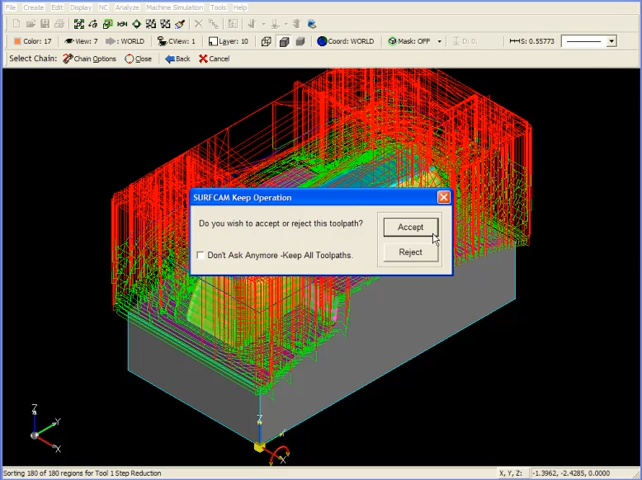 File Create Edit Display NC Analyze Machine Simulation Tools Help
Color: 17 View: 7 : WORLD CView: 1 Layer: 10 Coord: WORLD Mask: OFF D: 0. S: 0.55773
Select Chain: Chain Options Close Back Cancel
SURFCAM Keep Operation
Do you wish to accept or reject this toolpath?
Accept
Don't Ask Anymore -Keep All Toolpaths.
Reject
Z
Y
X
Z
X
Sorting 180 of 180 regions for Tool 1 Step Reduction
X, Y, Z: -1.3962, -2.4285, 0.0000